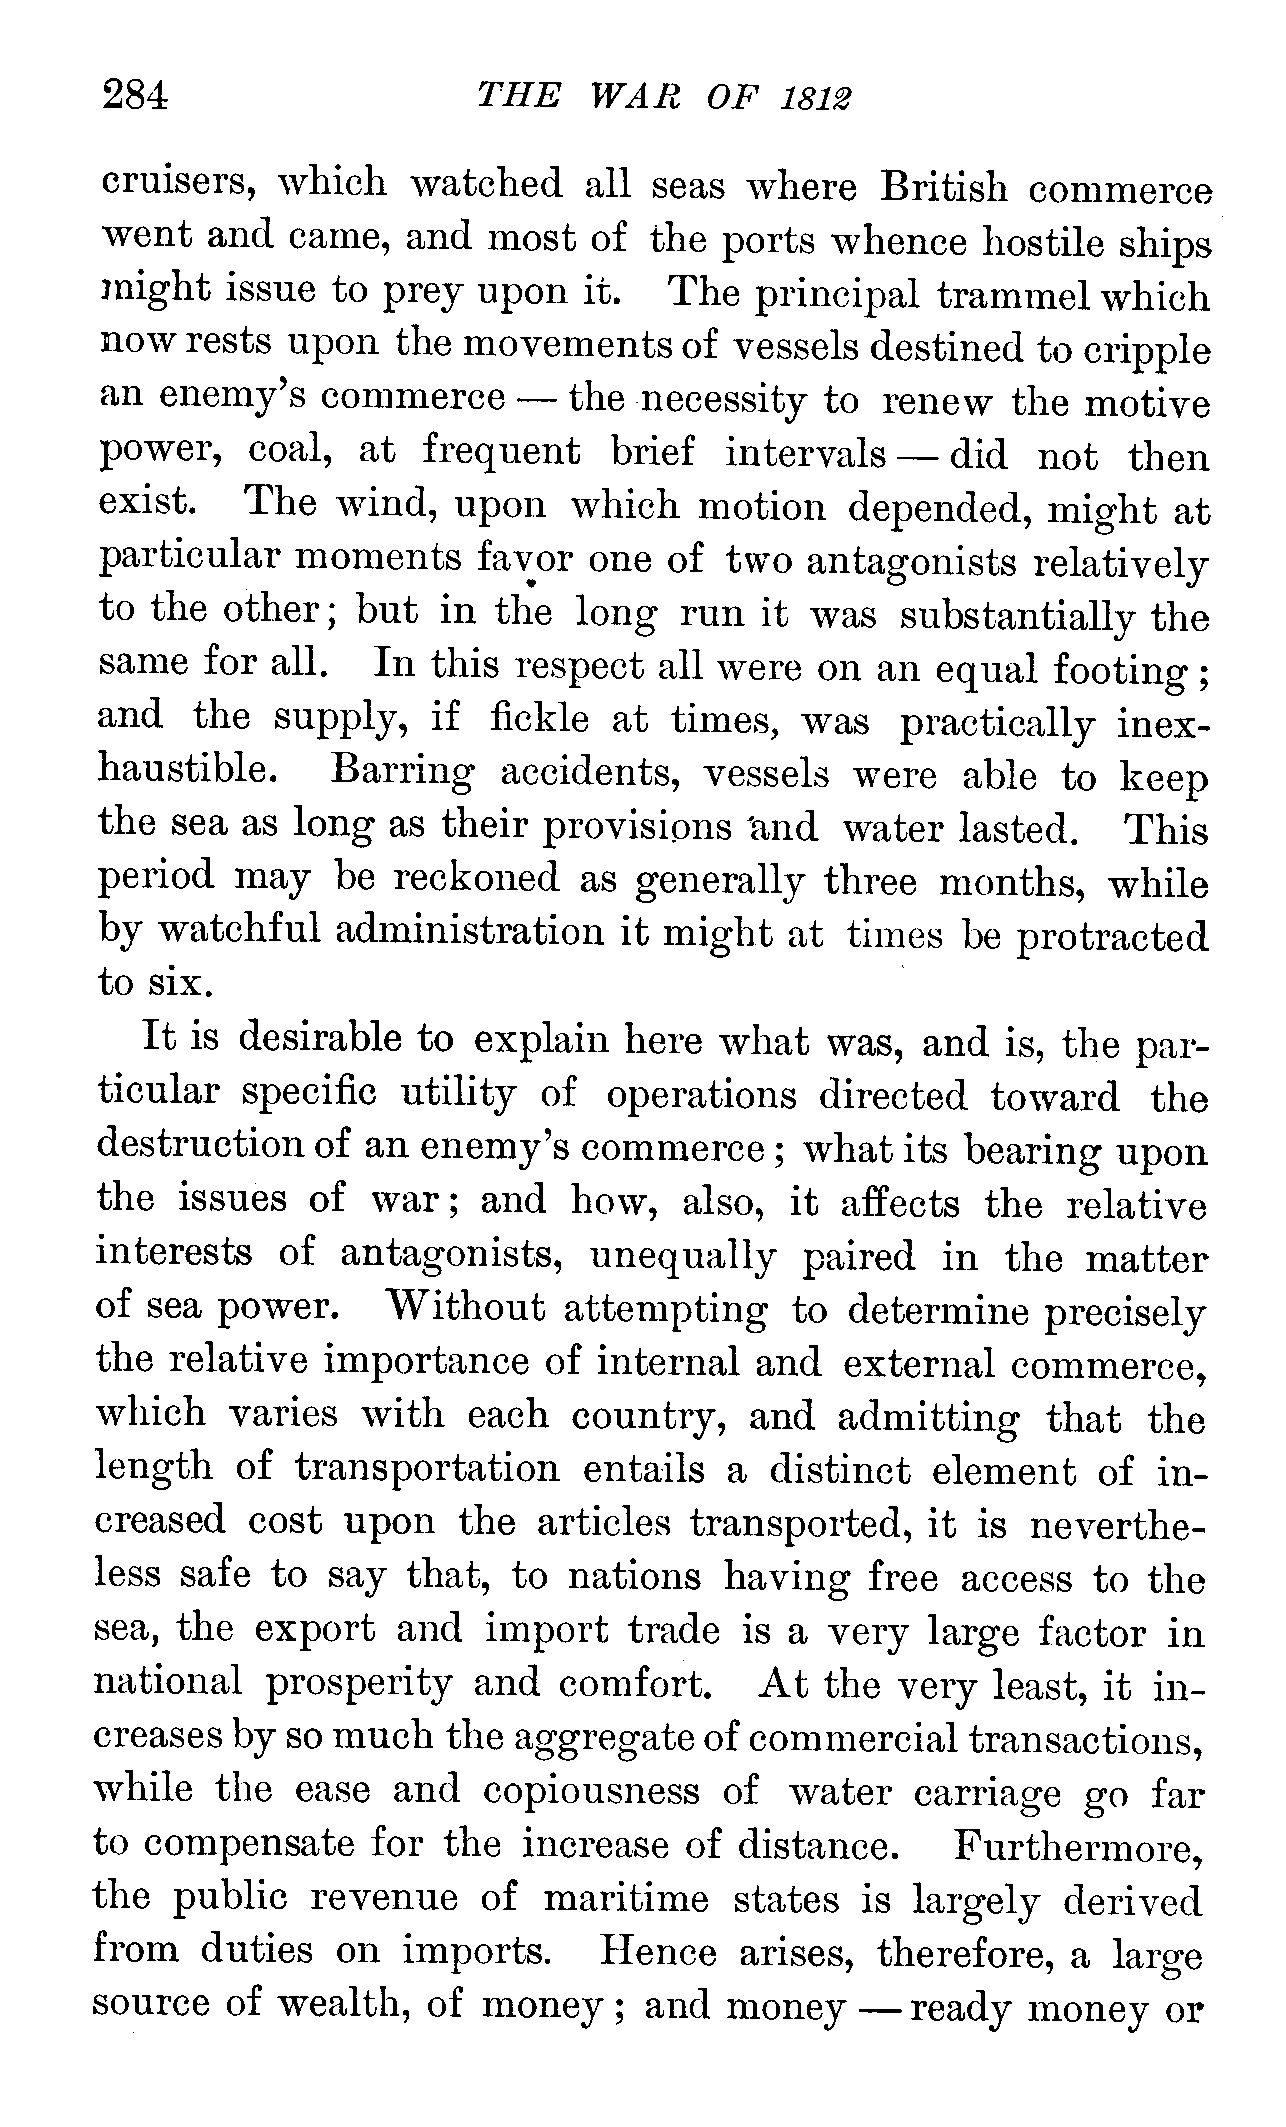 284 THE WAR OF 1812
cruisers, which watched all seas where British commerce
went and came, and most of the ports whence hostile ships
might issue to prey upon it. The principal trammel which
now rests upon the movements of vessels destined to cripple
an enemy's commerce — the necessity to renew the motive
power, coal, at frequent brief intervals — did not then
exist. The wind, upon which motion depended, might at
particular moments favor one of two antagonists relatively
to the other; but in the long run it was substantially the
same for all. In this respect all were on an equal footing;
and the supply, if fickle at times, was practically inex-
haustible. Barring accidents, vessels were able to keep
the sea as long as their provisions and water lasted. This
period may be reckoned as generally three months, while
by watchful administration it might at times be protracted
to six.
It is desirable to explain here what was, and is, the par-
ticular specific utility of operations directed toward the
destruction of an enemy's commerce; what its bearing upon
the issues of war; and how, also, it affects the relative
interests of antagonists, unequally paired in the matter
of sea power. Without attempting to determine precisely
the relative importance of internal and external commerce,
which varies with each country, and admitting that the
length of transportation entails a distinct element of in-
creased cost upon the articles transported, it is neverthe-
less safe to say that, to nations having free access to the
sea, the export and import trade is a very large factor in
national prosperity and comfort. At the very least, it in-
creases by so much the aggregate of commercial transactions,
while the ease and copiousness of water carriage go far
to compensate for the increase of distance. Furthermore,
the public revenue of maritime states is largely derived
from duties on imports. Hence arises, therefore, a large
source of wealth, of money; and money — ready money or